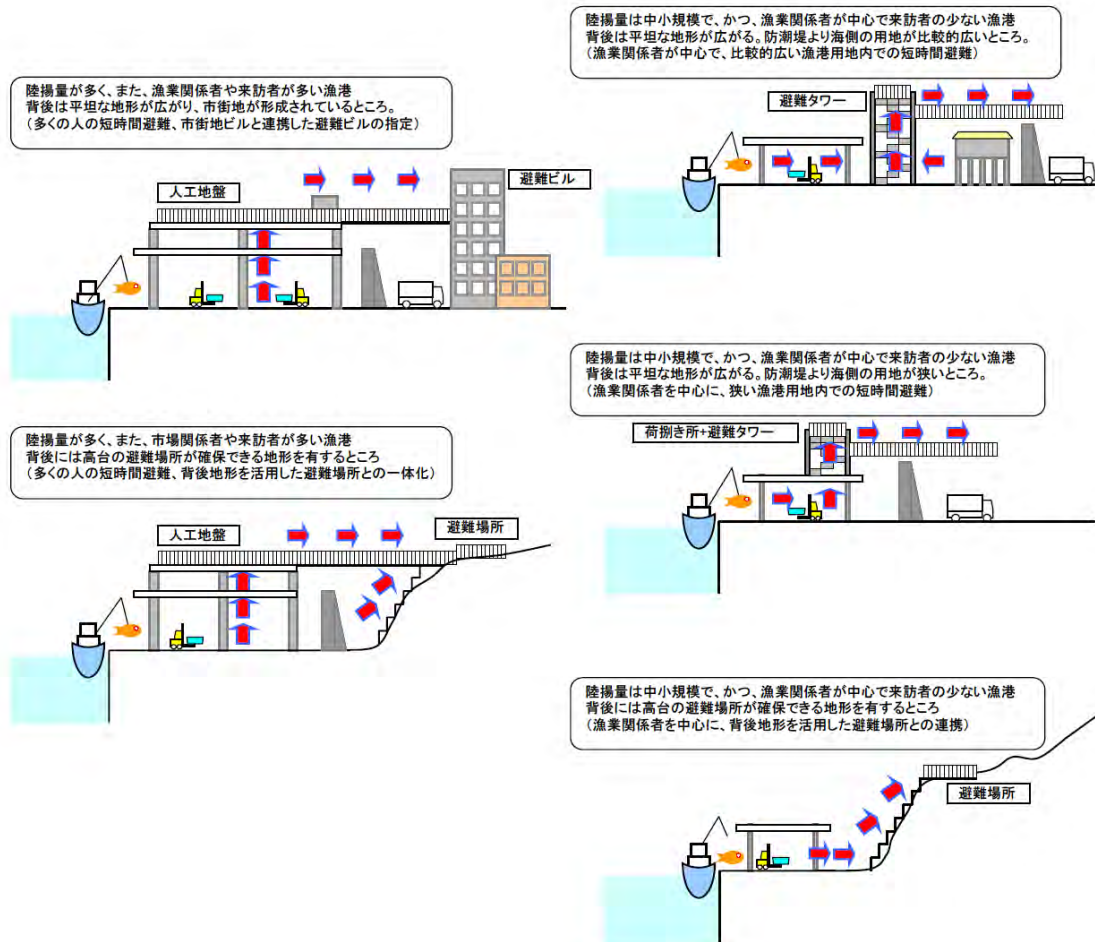 陸揚量が多く、また、漁業関係者や来訪者が多い漁港
背後は平坦な地形が広がり、市街地が形成されているところ。
(多くの人の短時間避難、市街地ビルと連携した避難ビルの指定)
人工地盤
避難ビル
陸揚量が多く、また、市場関係者や来訪者が多い漁港
背後には高台の避難場所が確保できる地形を有するところ
(多くの人の短時間避難、背後地形を活用した避難場所との一体化)
人工地盤
避難場所
陸揚量は中小規模で、かつ、漁業関係者が中心で来訪者の少ない漁港
背後は平坦な地形が広がる。防潮堤より海側の用地が比較的広いところ。
(漁業関係者が中心で、比較的広い漁港用地内での短時間避難)
避難タワー
陸揚量は中小規模で、かつ、漁業関係者が中心で来訪者の少ない漁港
背後は平坦な地形が広がる。防潮堤より海側の用地が狭いところ。
(漁業関係者を中心に、狭い漁港用地内での短時間避難)
荷捌き所+避難タワー
陸揚量は中小規模で、かつ、漁業関係者が中心で来訪者の少ない漁港
背後には高台の避難場所が確保できる地形を有するところ
(漁業関係者を中心に、背後地形を活用した避難場所との連携)
避難場所